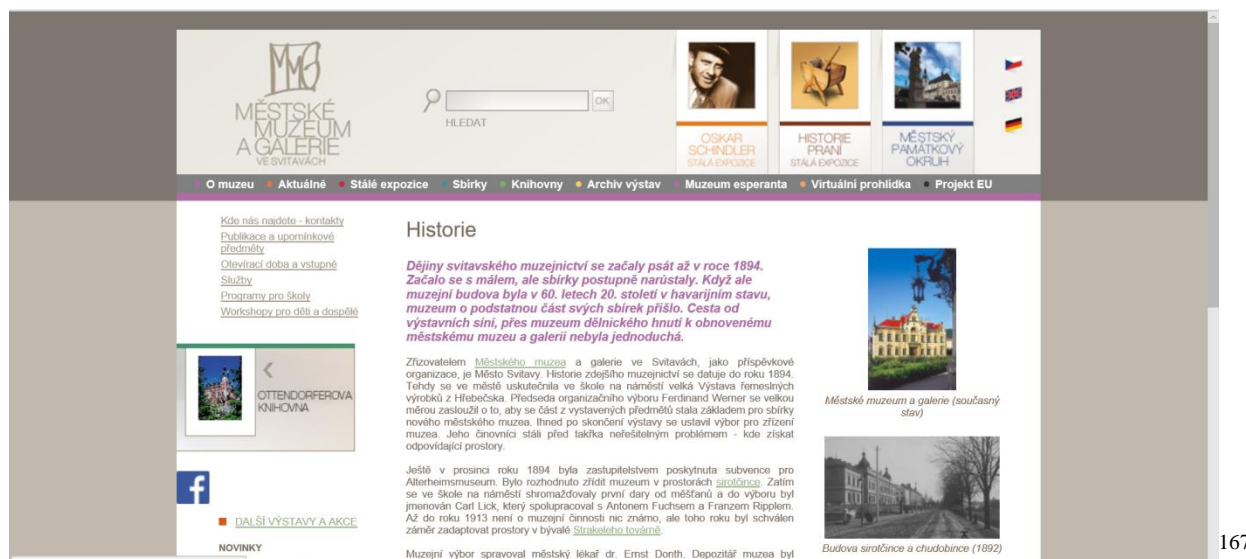 MMG
MĚSTSKÉ
MUZEUM
A GALERIE
VE SVITAVÁCH
OK
HLEDAT
OSKAR
SCHINDLER
STÁLÁ EXPOZICE
HISTORIE
PRANÍ
STÁLÁ EXPOZICE
MĚSTSKÝ
PAMÁTKOVÝ
OKRUH
O muzeu Aktuálně Stálé expozice Sbírky Knihovny Archiv výstav Muzeum esperanta Virtuální prohlídka Projekt EU
Kde nás najdete - kontakty
Publikace a upomínkové
předměty
Otevírací doba a vstupné
Služby
Programy pro školy
Workshopy pro děti a dospělé
OTTENDORFEROVA
KNIHOVNA
DALŠÍ VÝSTAVY A AKCE
NOVINKY
Historie
Dějiny svitavského muzejnictví se začaly psát až v roce 1894.
Začalo se s málem, ale sbírky postupně narůstaly. Když ale
muzejní budova byla v 60. letech 20. století v havarijním stavu,
muzeum o podstatnou část svých sbírek přišlo. Cesta od
výstavních síní, přes muzeum dělnického hnutí k obnovenému
městskému muzeu a galerii nebyla jednoduchá.
Zřizovatelem Městského muzea a galerie ve Svitavách, jako příspěvkové
organizace, je Město Svitavy. Historie zdejšího muzejnictví se datuje do roku 1894.
Tehdy se ve městě uskutečnila ve škole na náměstí velká Výstava řemeslných
výrobků z Hřebečska. Předseda organizačního výboru Ferdinand Werner se velkou
měrou zasloužil o to, aby se část z vystavených předmětů stala základem pro sbírky
nového městského muzea. Ihned po skončení výstavy se ustavil výbor pro zřízení
muzea. Jeho činovníci stáli před takřka neřešitelným problémem - kde získat
odpovídající prostory.
Ještě v prosinci roku 1894 byla zastupitelstvem poskytnuta subvence pro
Alterheimsmuseum. Bylo rozhodnuto zřídit muzeum v prostorách sirotčince. Zatím
se ve škole na náměstí shromažďovaly první dary od měšťanů a do výboru byl
jmenován Carl Lick, který spolupracoval s Antonem Fuchsem a Franzem Ripplem.
Až do roku 1913 není o muzejní činnosti nic známo, ale toho roku byl schválen
záměr zadaptovat prostory v bývalé Strakeleho továrně.
Muzejní výbor spravoval městský lékař dr. Ernst Donth. Depozitář muzea byl
Městské muzeum a galerie (současný
stav)
Budova sirotčince a chudobince (1892)
167